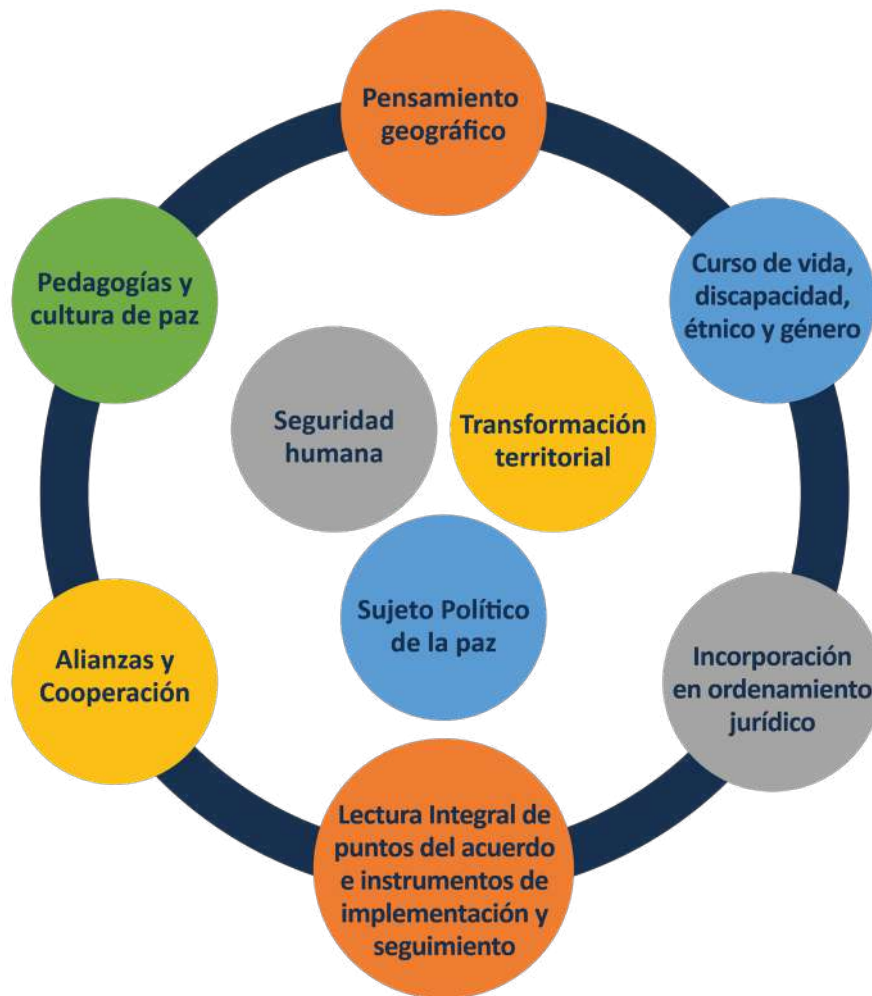 Pensamiento
geográfico
Pedagogías y
cultura de paz
Curso de vida,
discapacidad,
étnico y género
Seguridad
humana
Transformación
territorial
Sujeto Político
de la paz
Alianzas y
Cooperación
Incorporación
en ordenamiento
jurídico
Lectura Integral de
puntos del acuerdo
e instrumentos de
implementación y
seguimiento